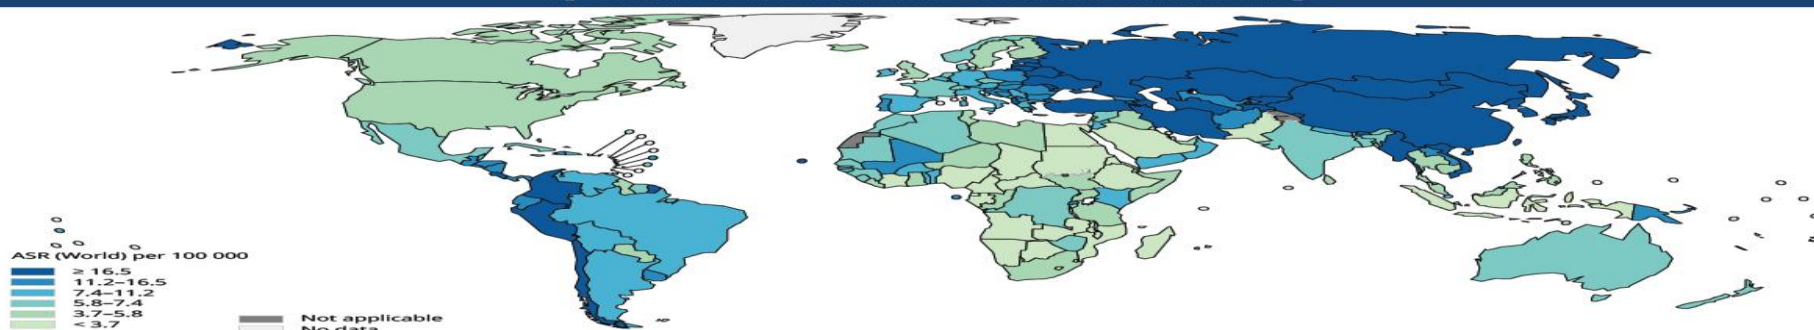 ASR (World) per 100 000
≥ 16.5
11.2–16.5
7.4–11.2
5.8–7.4
3.7–5.8
< 3.7
Not applicable
No data